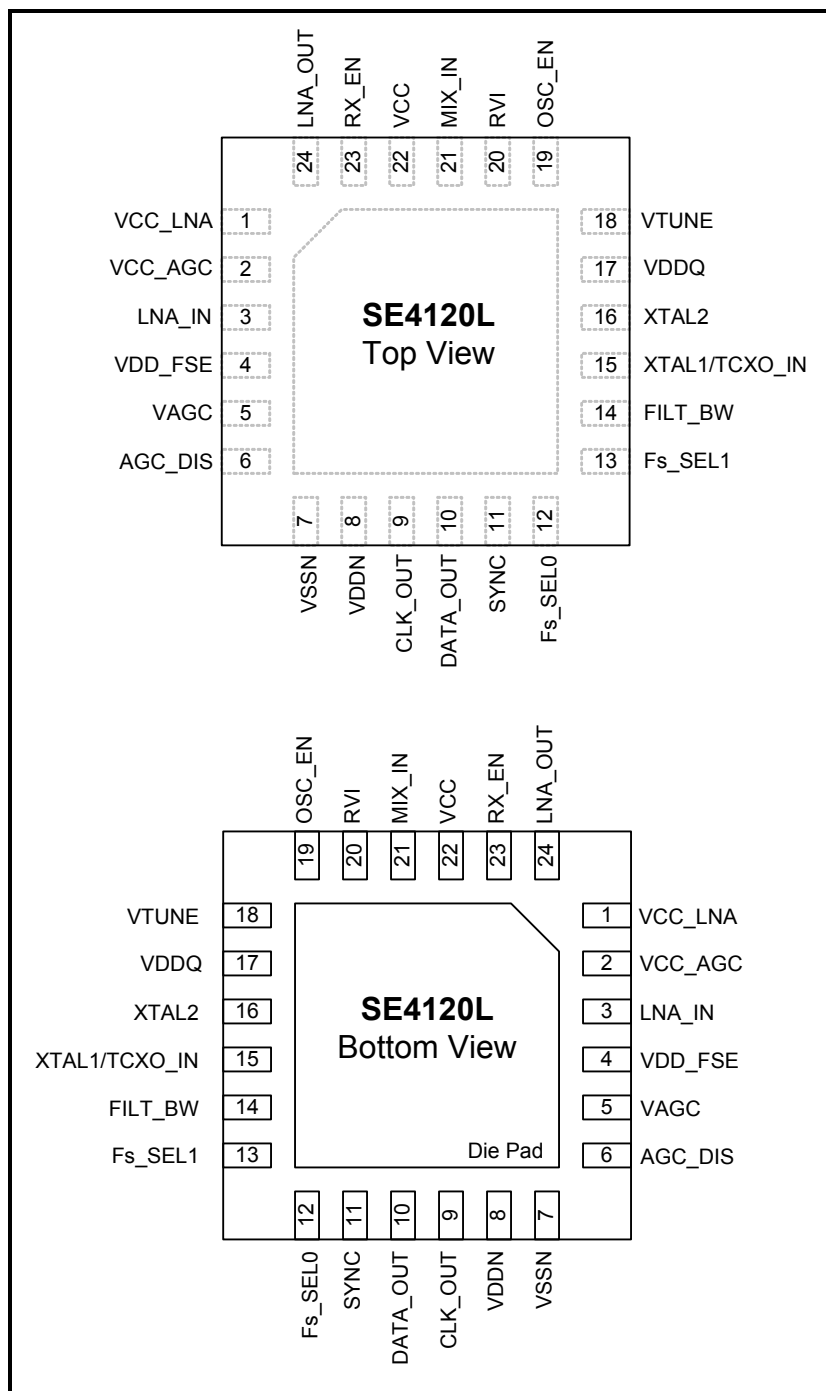 LNA_OUT
RX_EN
VCC
MIX_IN
RVI
OSC_EN
24
23
22
21
20
19
VCC_LNA 1
18 VTUNE
VCC_AGC 2
17 VDDQ
LNA_IN 3
16 XTAL2
VDD_FSE 4
15 XTAL1/TCXO_IN
VAGC 5
14 FILT_BW
AGC_DIS 6
13 Fs_SEL1
SE4120L
Top View
7
8
9
10
11
12
VSSN
VDDN
CLK_OUT
DATA_OUT
SYNC
Fs_SEL0
OSC_EN
RVI
MIX_IN
VCC
RX_EN
LNA_OUT
19
20
21
22
23
24
VTUNE 18
1 VCC_LNA
VDDQ 17
2 VCC_AGC
XTAL2 16
3 LNA_IN
XTAL1/TCXO_IN 15
4 VDD_FSE
FILT_BW 14
5 VAGC
Fs_SEL1 13
6 AGC_DIS
SE4120L
Bottom View
Die Pad
12
11
10
9
8
7
Fs_SEL0
SYNC
DATA_OUT
CLK_OUT
VDDN
VSSN